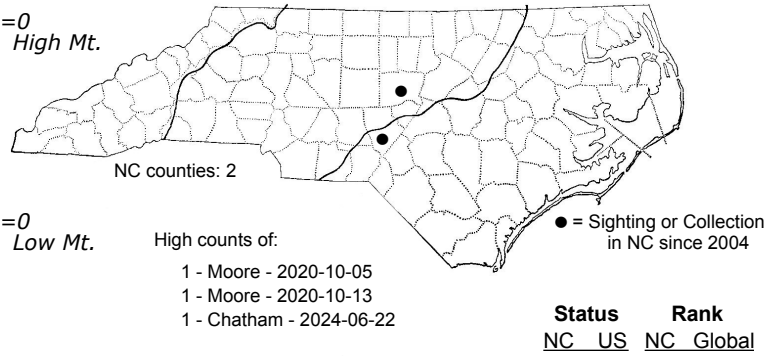 =0
High Mt.
NC counties: 2
=0
Low Mt.
High counts of:
1 - Moore - 2020-10-05
1 - Moore - 2020-10-13
1 - Chatham - 2024-06-22
● = Sighting or Collection
in NC since 2004
Status Rank
NC US NC Global